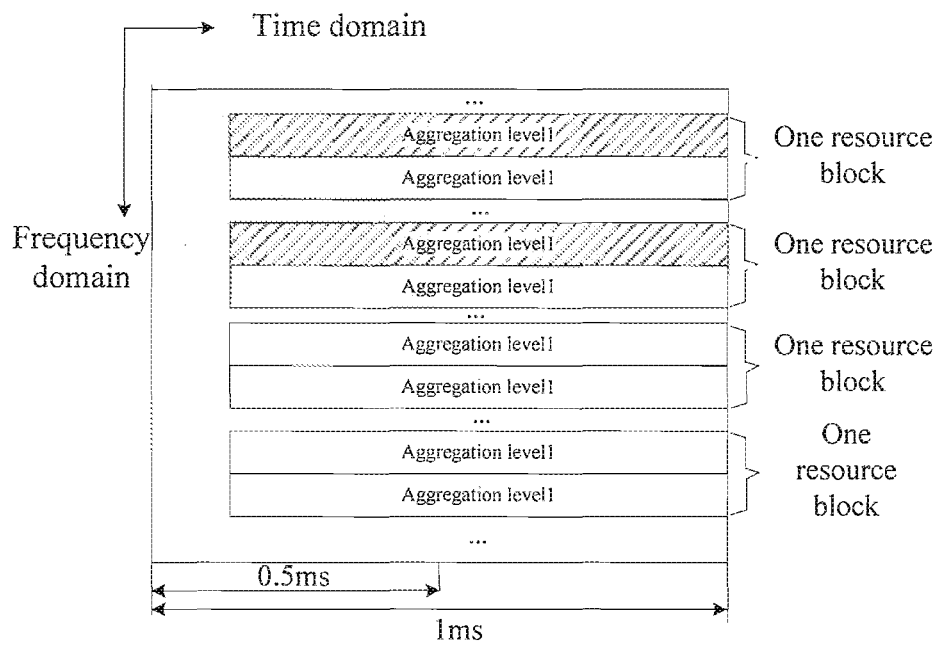 Time domain
Frequency
domain
...
Aggregation level1
Aggregation level1
One resource
block
...
Aggregation level1
Aggregation level1
One resource
block
...
Aggregation level1
Aggregation level1
One resource
block
...
Aggregation level1
Aggregation level1
One
resource
block
...
0.5ms
1ms